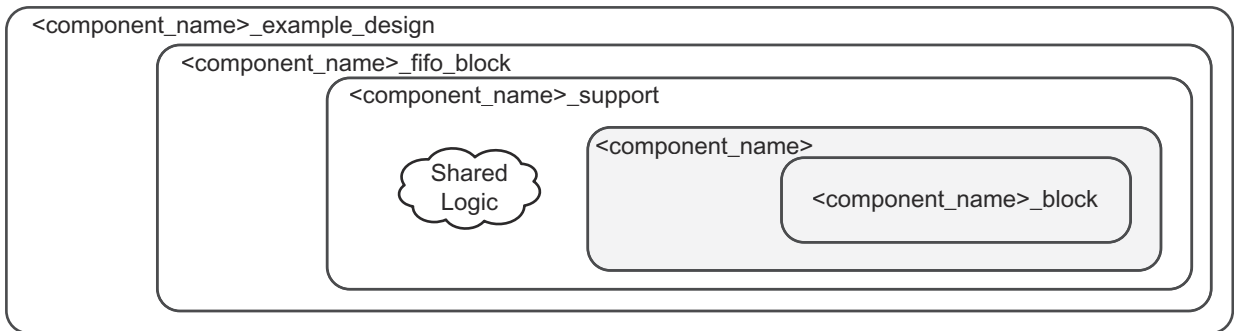 <component_name>_example_design
<component_name>_fifo_block
<component_name>_support
<component_name>
Shared
Logic
<component_name>_block